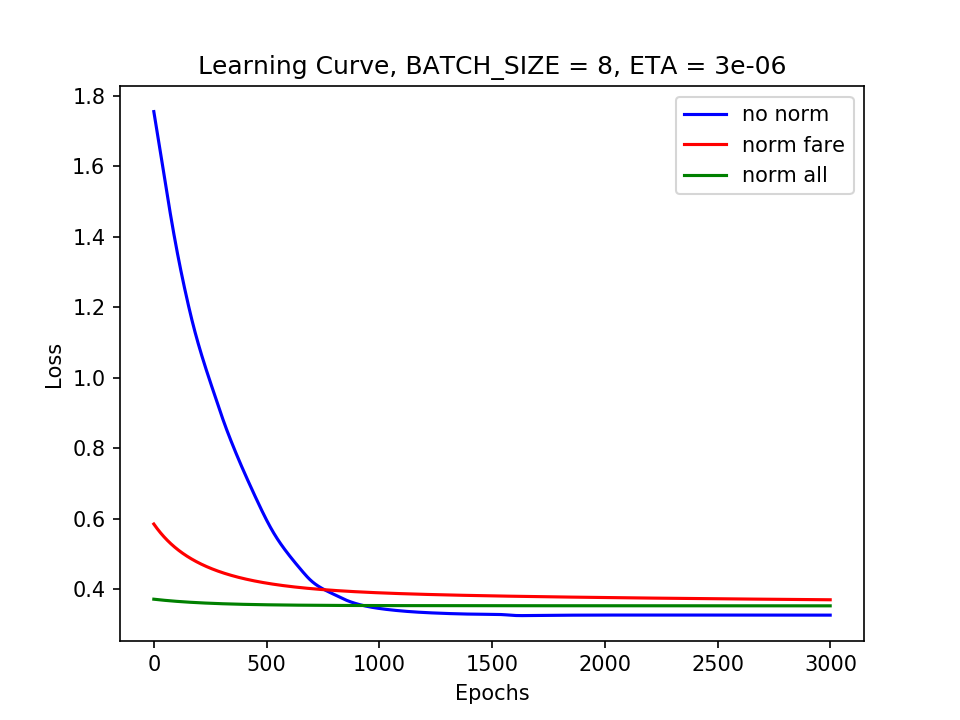 Learning Curve, BATCH_SIZE = 8, ETA = 3e-06
1.8
1.6
1.4
1.2
1.0
0.8
0.6
0.4
Loss
no norm
norm fare
norm all
0 500 1000 1500 2000 2500 3000
Epochs